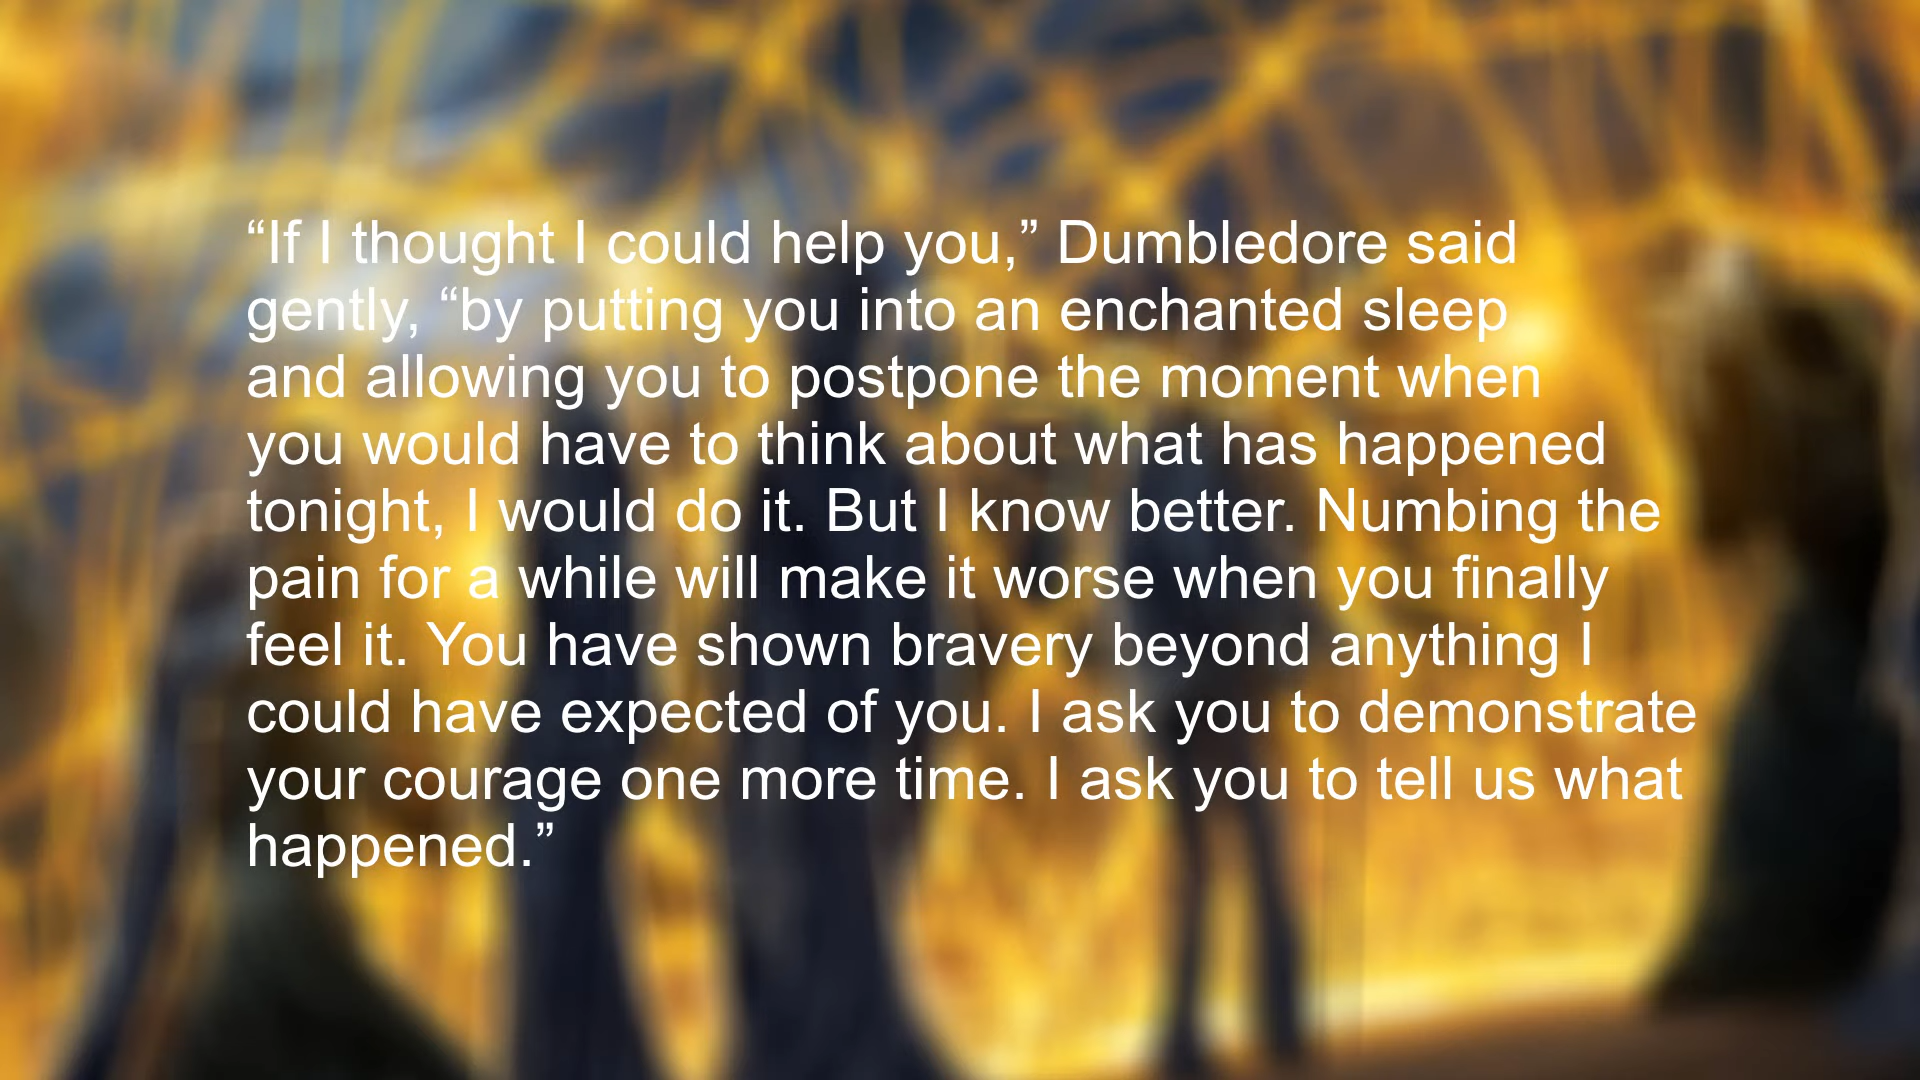 “If I thought I could help you,” Dumbledore said
gently, “by putting you into an enchanted sleep
and allowing you to postpone the moment when
you would have to think about what has happened
tonight, I would do it. But I know better. Numbing the
pain for a while will make it worse when you finally
feel it. You have shown bravery beyond anything I
could have expected of you. I ask you to demonstrate
your courage one more time. I ask you to tell us what
happened.”